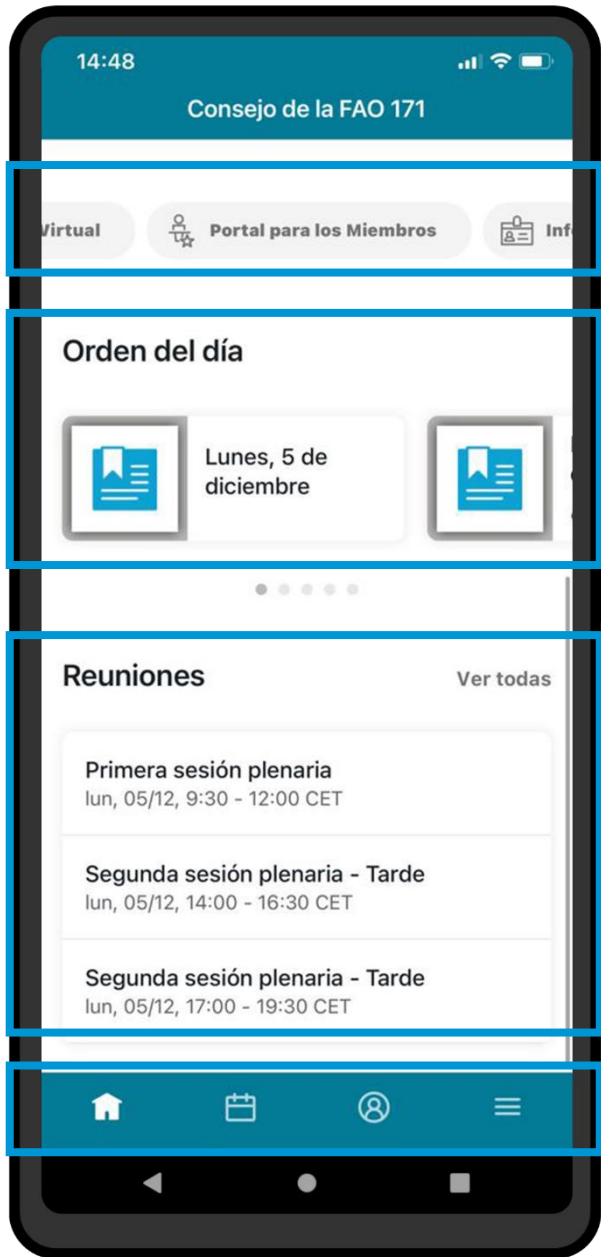 14:48
Consejo de la FAO 171
Virtual
Portal para los Miembros
Orden del día
Lunes, 5 de
diciembre
Reuniones
Ver todas
Primera sesión plenaria
lun, 05/12, 9:30 - 12:00 CET
Segunda sesión plenaria - Tarde
lun, 05/12, 14:00 - 16:30 CET
Segunda sesión plenaria - Tarde
lun, 05/12, 17:00 - 19:30 CET